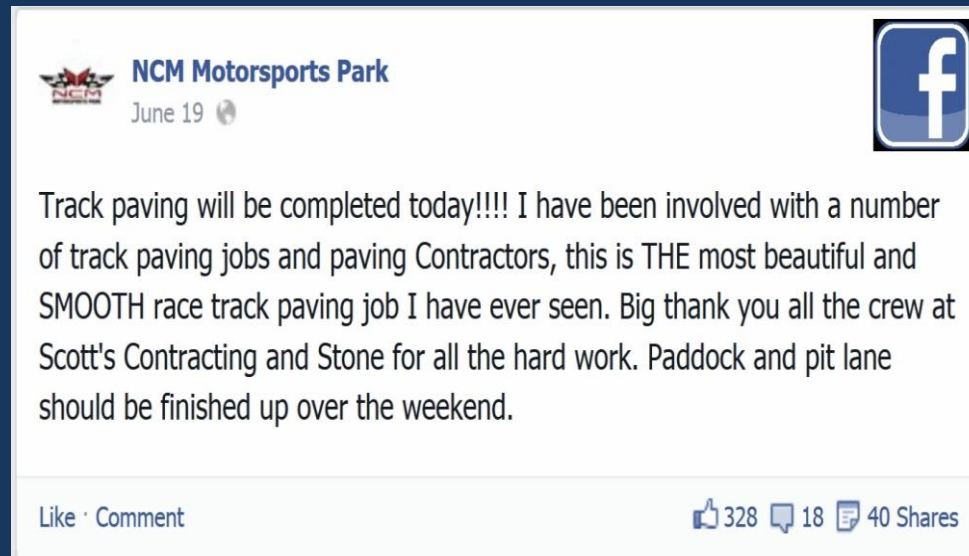 NCM Motorsports Park
June 19
NCM
f
Track paving will be completed today!!!! I have been involved with a number
of track paving jobs and paving Contractors, this is THE most beautiful and
SMOOTH race track paving job I have ever seen. Big thank you all the crew at
Scott's Contracting and Stone for all the hard work. Paddock and pit lane
should be finished up over the weekend.
Like · Comment
328 18 40 Shares